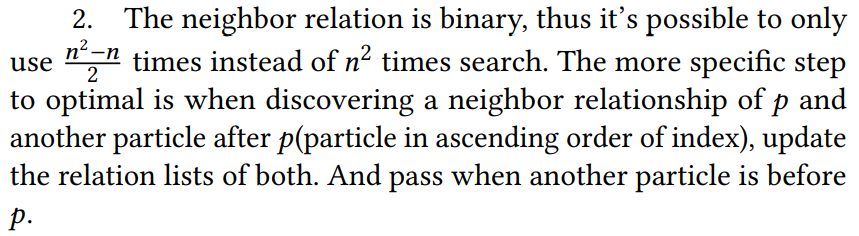 2. The neighbor relation is binary, thus it’s possible to only
use $\frac{n^2-n}{2}$ times instead of $n^2$ times search. The more specific step
to optimal is when discovering a neighbor relationship of $p$ and
another particle after $p$(particle in ascending order of index), update
the relation lists of both. And pass when another particle is before
$p$.